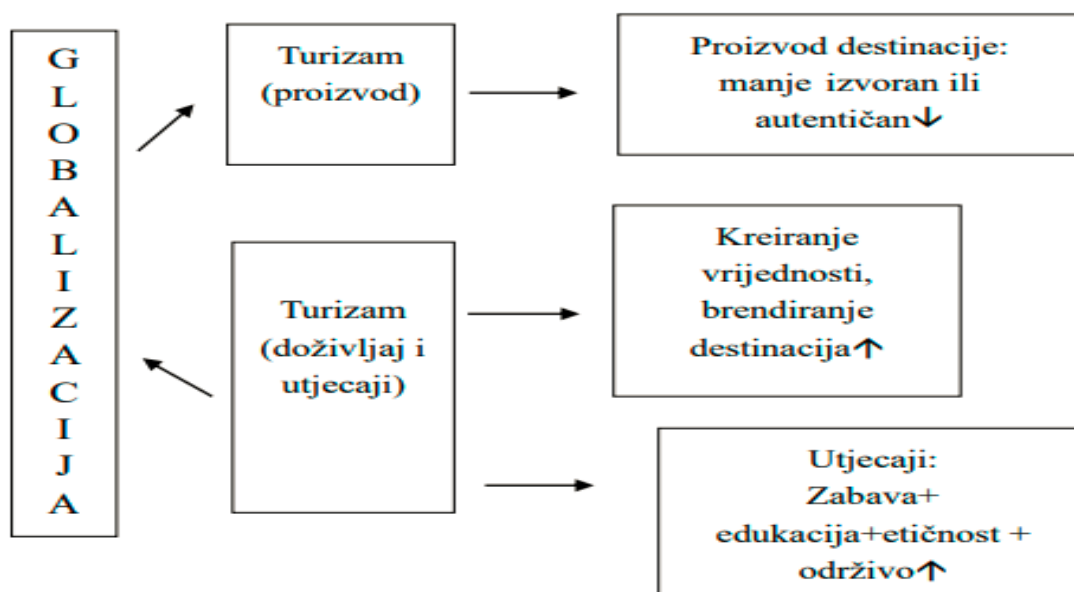 GLOBALIZACIJA
Turizam
(proizvod)
Proizvod destinacije:
manje izvoran ili
autentičan↓
Turizam
(doživljaj i
utjecaji)
Kreiranje
vrijednosti,
brendiranje
destinacija↑
Utjecaji:
Zabava+
edukacija+etičnost +
održivo↑